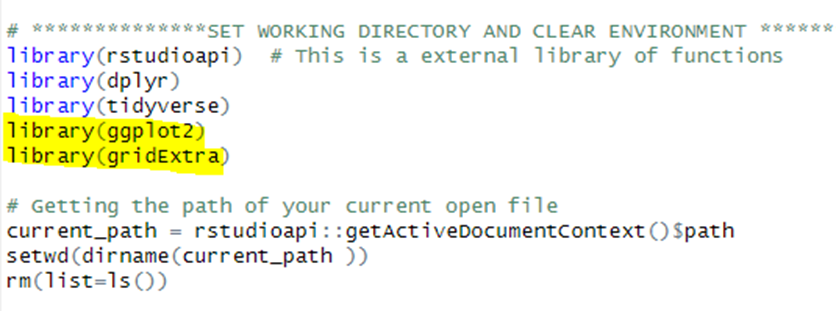 # **************SET WORKING DIRECTORY AND CLEAR ENVIRONMENT ******
library(rstudioapi)  # This is a external library of functions
library(dplyr)
library(tidyverse)
library(ggplot2)
library(gridExtra)
# Getting the path of your current open file
current_path = rstudioapi::getActiveDocumentContext()$path
setwd(dirname(current_path ))
rm(list=ls())